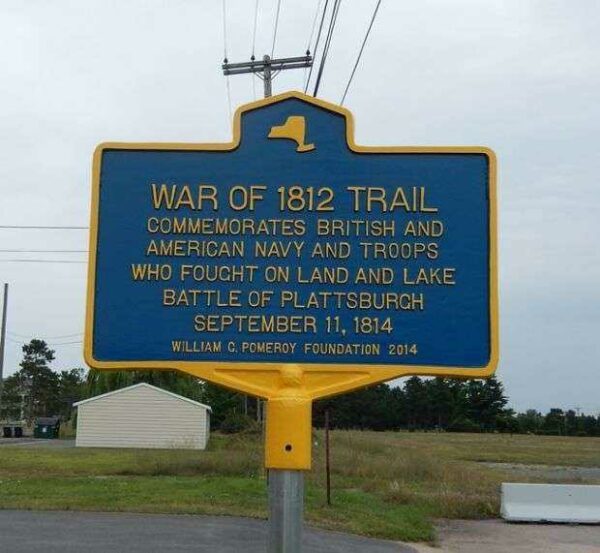 WAR OF 1812 TRAIL
COMMEMORATES BRITISH AND
AMERICAN NAVY AND TROOPS
WHO FOUGHT ON LAND AND LAKE
BATTLE OF PLATTSBURGH
SEPTEMBER 11, 1814
WILLIAM G. POMEROY FOUNDATION 2014